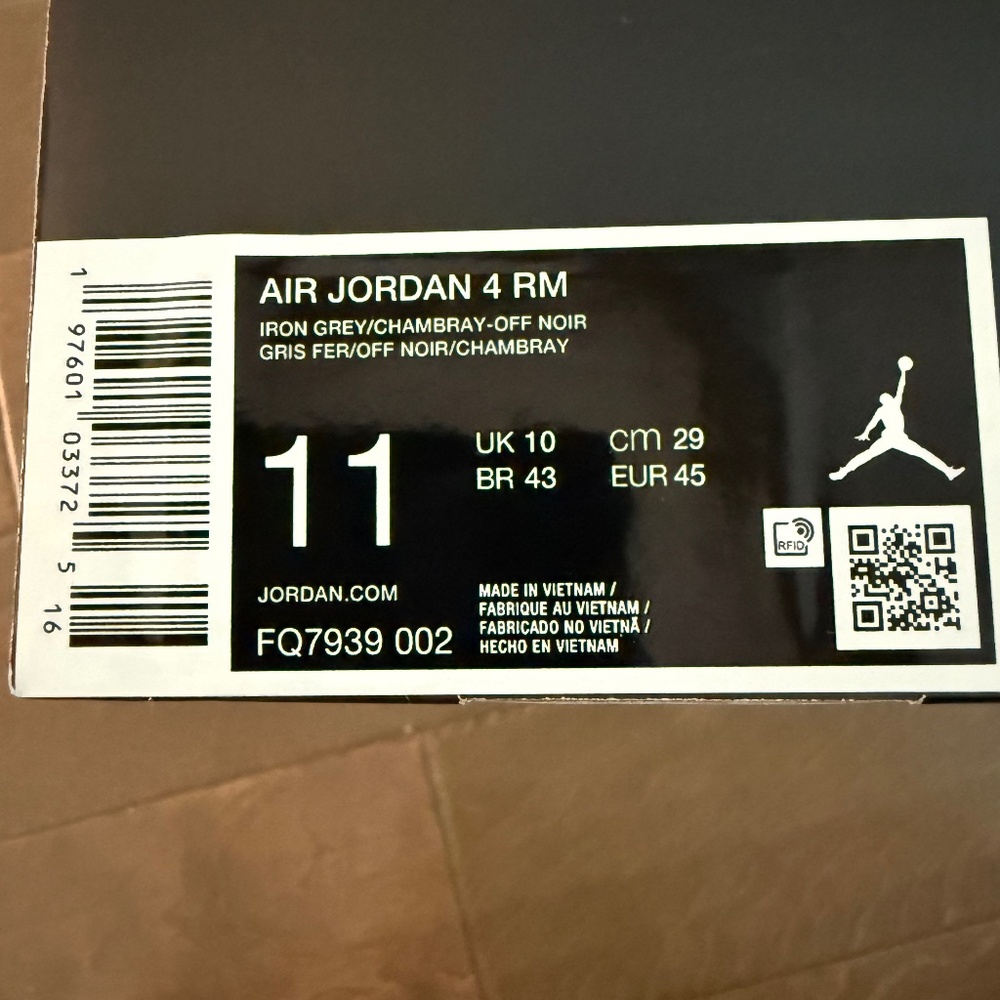 AIR JORDAN 4 RM
IRON GREY/CHAMBRAY-OFF NOIR
GRIS FER/OFF NOIR/CHAMBRAY
11
UK 10 cm 29
BR 43 EUR 45
RFID
JORDAN.COM
FQ7939 002
MADE IN VIETNAM /
FABRIQUE AU VIETNAM /
FABRICADO NO VIETNÃ /
HECHO EN VIETNAM
1 97601 03372 5 16